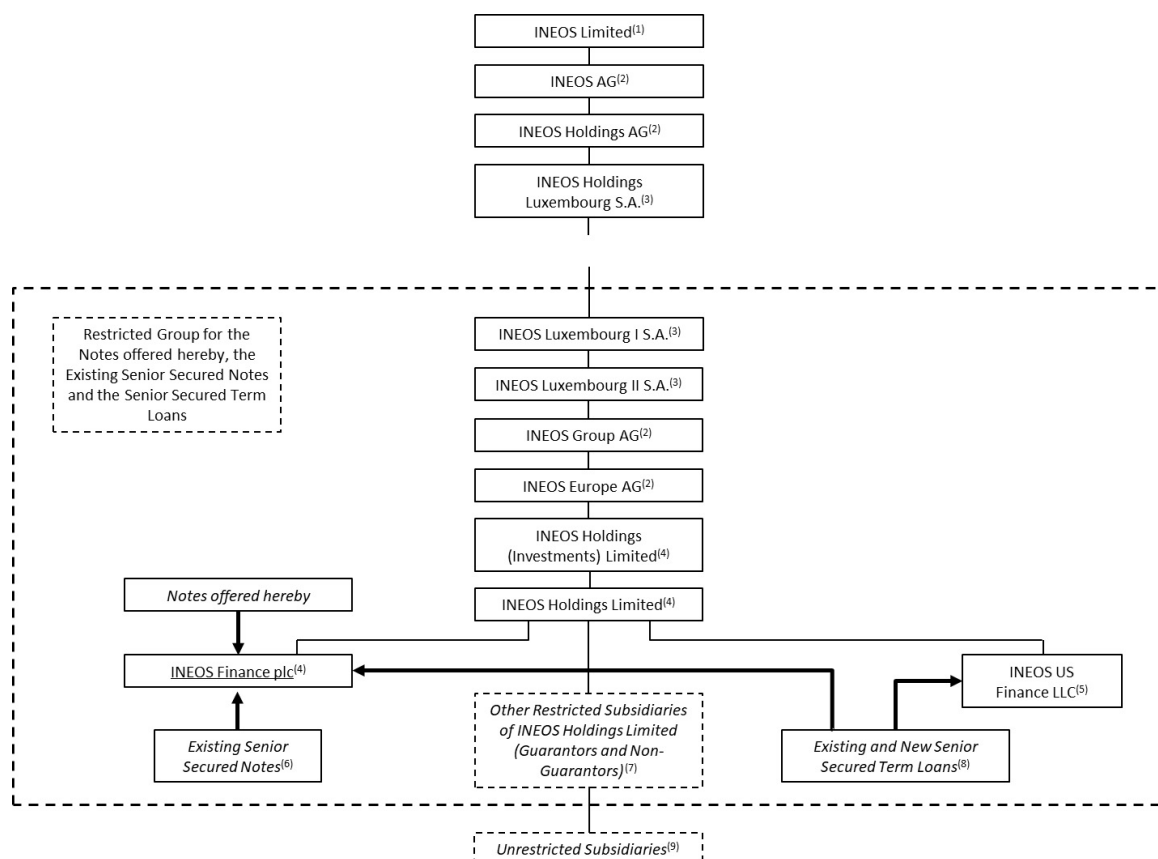 INEOS Limited(1)
INEOS AG(2)
INEOS Holdings AG(2)
INEOS Holdings
Luxembourg S.A.(3)
Restricted Group for the
Notes offered hereby, the
Existing Senior Secured Notes
and the Senior Secured Term
Loans
INEOS Luxembourg I S.A.(3)
INEOS Luxembourg II S.A.(3)
INEOS Group AG(2)
INEOS Europe AG(2)
INEOS Holdings
(Investments) Limited(4)
Notes offered hereby
INEOS Holdings Limited(4)
INEOS Finance plc(4)
INEOS US
Finance LLC(5)
Other Restricted Subsidiaries
of INEOS Holdings Limited
(Guarantors and Non-
Guarantors)(7)
Existing Senior
Secured Notes(6)
Existing and New Senior
Secured Term Loans(8)
Unrestricted Subsidiaries(9)